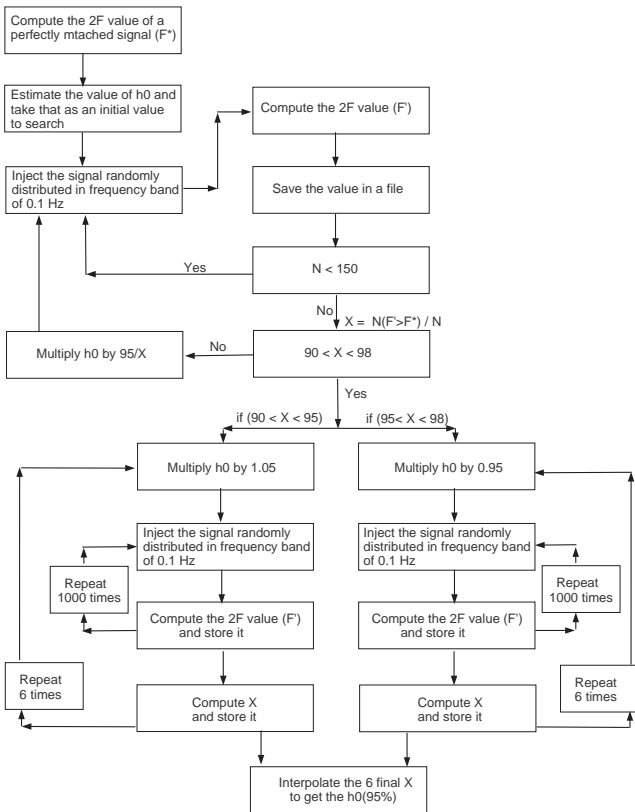 Compute the 2F value of a
perfectly mtached signal (F*)
Estimate the value of h0 and
take that as an initial value
to search
Inject the signal randomly
distributed in frequency band
of 0.1 Hz
Compute the 2F value (F')
Save the value in a file
N < 150
Yes
No
X = N(F'>F*) / N
90 < X < 98
No
Multiply h0 by 95/X
Yes
if (90 < X < 95)
if (95< X < 98)
Multiply h0 by 1.05
Multiply h0 by 0.95
Inject the signal randomly
distributed in frequency band
of 0.1 Hz
Inject the signal randomly
distributed in frequency band
of 0.1 Hz
Repeat
1000 times
Repeat
1000 times
Compute the 2F value (F')
and store it
Compute the 2F value (F')
and store it
Repeat
6 times
Repeat
6 times
Compute X
and store it
Compute X
and store it
Interpolate the 6 final X
to get the h0(95%)